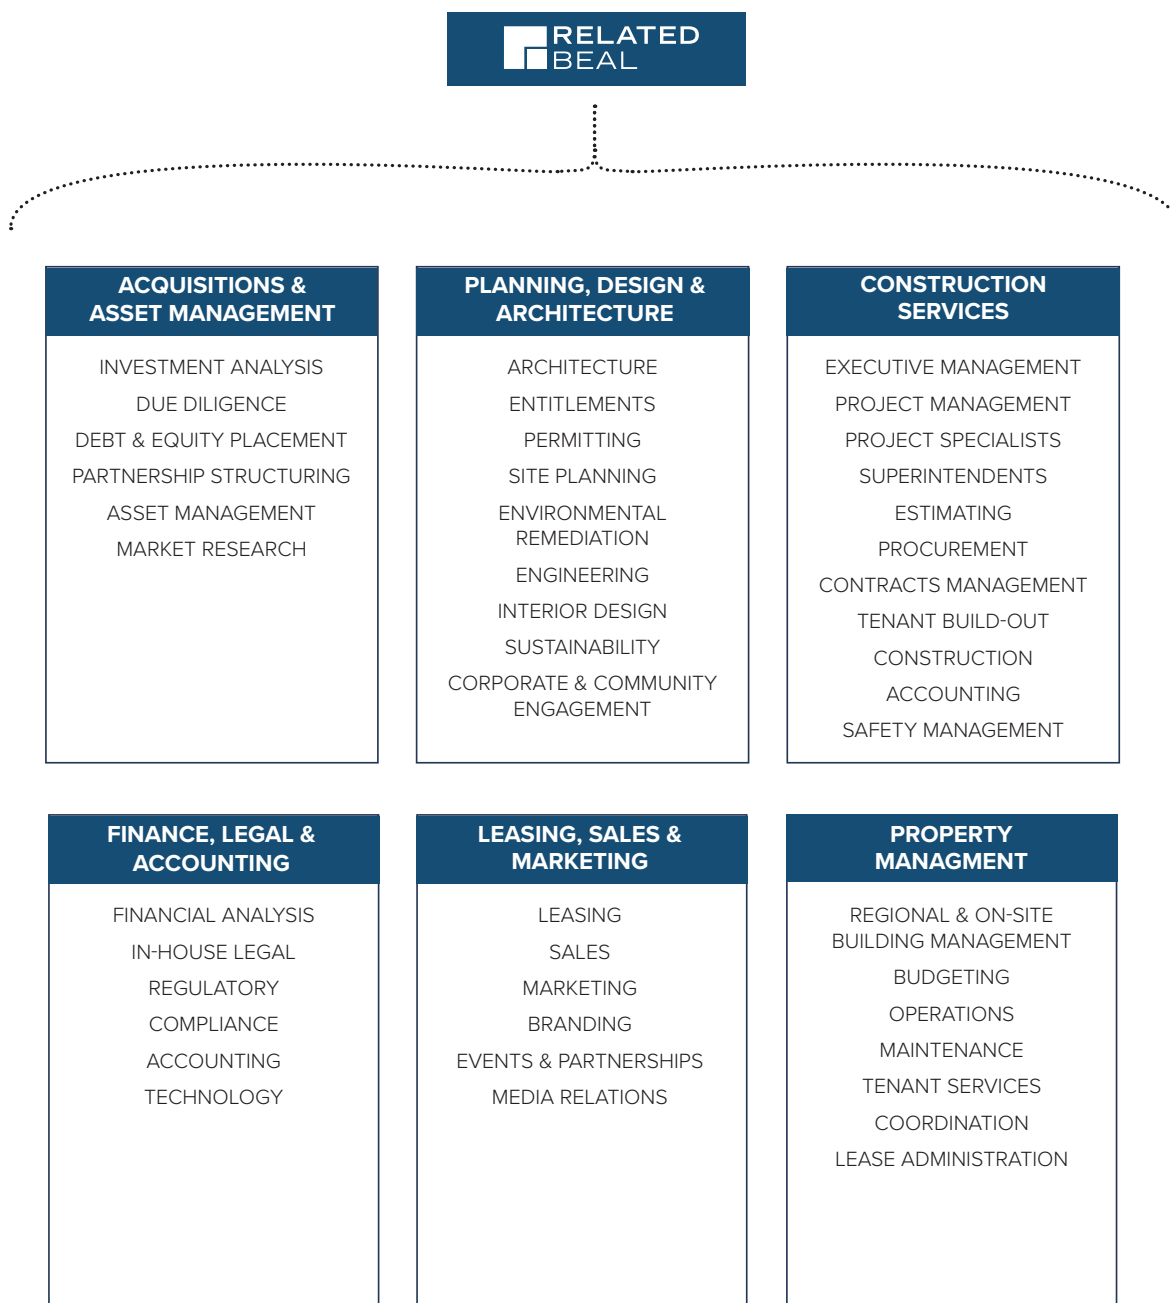 RELATED
BEAL
ACQUISITIONS &
ASSET MANAGEMENT
INVESTMENT ANALYSIS
DUE DILIGENCE
DEBT & EQUITY PLACEMENT
PARTNERSHIP STRUCTURING
ASSET MANAGEMENT
MARKET RESEARCH
PLANNING, DESIGN &
ARCHITECTURE
ARCHITECTURE
ENTITLEMENTS
PERMITTING
SITE PLANNING
ENVIRONMENTAL
REMEDIATION
ENGINEERING
INTERIOR DESIGN
SUSTAINABILITY
CORPORATE & COMMUNITY
ENGAGEMENT
CONSTRUCTION
SERVICES
EXECUTIVE MANAGEMENT
PROJECT MANAGEMENT
PROJECT SPECIALISTS
SUPERINTENDENTS
ESTIMATING
PROCUREMENT
CONTRACTS MANAGEMENT
TENANT BUILD-OUT
CONSTRUCTION
ACCOUNTING
SAFETY MANAGEMENT
FINANCE, LEGAL &
ACCOUNTING
FINANCIAL ANALYSIS
IN-HOUSE LEGAL
REGULATORY
COMPLIANCE
ACCOUNTING
TECHNOLOGY
LEASING, SALES &
MARKETING
LEASING
SALES
MARKETING
BRANDING
EVENTS & PARTNERSHIPS
MEDIA RELATIONS
PROPERTY
MANAGMENT
REGIONAL & ON-SITE
BUILDING MANAGEMENT
BUDGETING
OPERATIONS
MAINTENANCE
TENANT SERVICES
COORDINATION
LEASE ADMINISTRATION